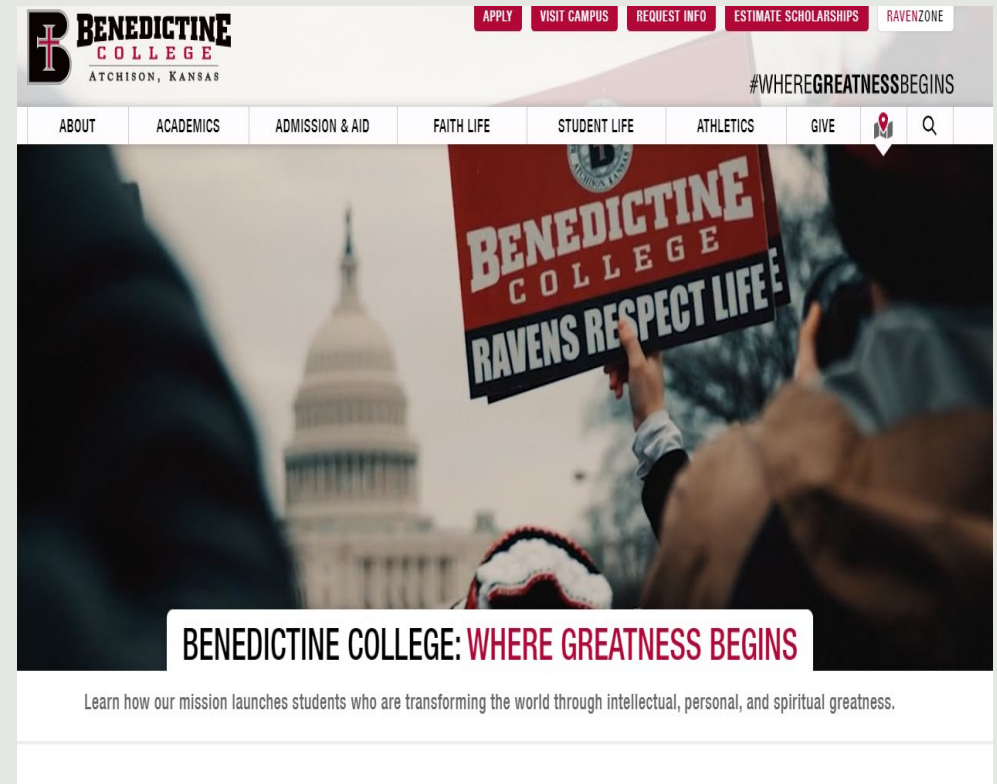 BENEDICTINE
COLLEGE
ATCHISON, KANSAS
APPLY
VISIT CAMPUS
REQUEST INFO
ESTIMATE SCHOLARSHIPS
RAVENZONE
#WHEREGREATNESSBEGINS
ABOUT
ACADEMICS
ADMISSION & AID
FAITH LIFE
STUDENT LIFE
ATHLETICS
GIVE
B
ATCHISON, KANSAS
BENEDICTINE
COLLEGE
RAVENS RESPECT LIFE
E
BENEDICTINE COLLEGE: WHERE GREATNESS BEGINS
Learn how our mission launches students who are transforming the world through intellectual, personal, and spiritual greatness.